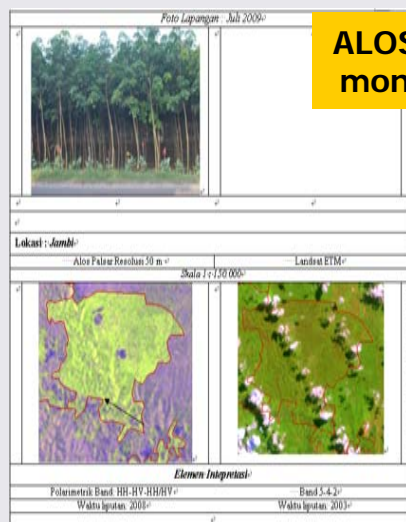 ALOS
mon
Foto Lapangan : Juli 2009
Lokasi : Jambi
Alos Palsar Resolusi 50 m
Landsat ETM
Skala 1 : 150.000
Elemen Intepretasi
Polarimetrik Band: HH-HV-HH/HV
Band 5-4-2
Waktu liputan: 2008
Waktu liputan: 2003